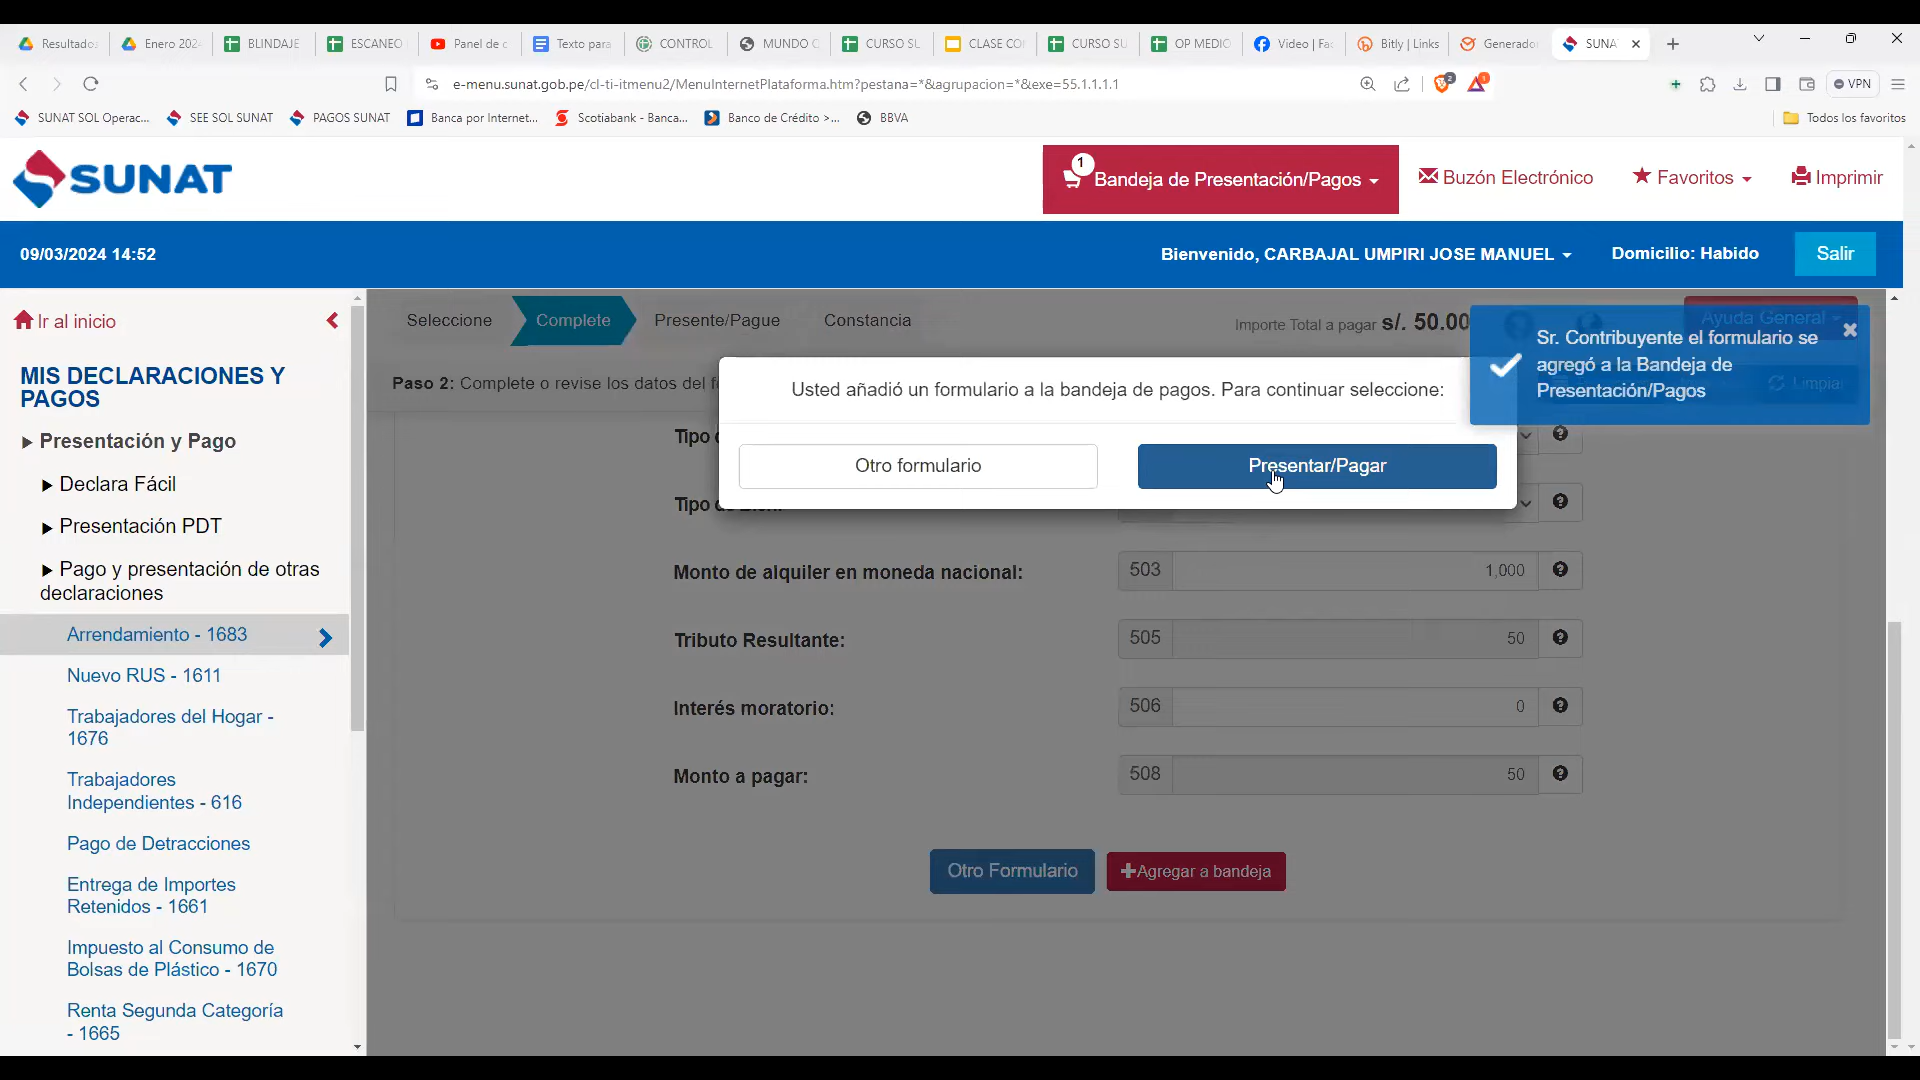 Resultado
Enero 202
BLINDAJE
ESCANEO
Panel de c
Texto para
CONTROL
MUNDO C
CURSO SU
CLASE CO
CURSO SU
OP MEDIO
Video | Fac
Bitly | Links
Generador
SUNA
e-menu.sunat.gob.pe/cl-ti-itmenu2/MenuInternetPlataforma.htm?pestana=*&agrupacion=*&exe=55.1.1.1.1
2
1
VPN
SUNAT SOL Operac...
SEE SOL SUNAT
PAGOS SUNAT
Banca por Internet...
Scotiabank - Banca...
Banco de Crédito >...
BBVA
Todos los favoritos
SUNAT
1
Bandeja de Presentación/Pagos
Buzón Electrónico
Favoritos
Imprimir
09/03/2024 14:52
Bienvenido, CARBAJAL UMPIRI JOSE MANUEL
Domicilio: Habido
Salir
Ir al inicio
MIS DECLARACIONES Y
PAGOS
Presentación y Pago
Declara Fácil
Presentación PDT
Pago y presentación de otras
declaraciones
Arrendamiento - 1683
Nuevo RUS - 1611
Trabajadores del Hogar -
1676
Trabajadores
Independientes - 616
Pago de Detracciones
Entrega de Importes
Retenidos - 1661
Impuesto al Consumo de
Bolsas de Plástico - 1670
Renta Segunda Categoría
- 1665
Seleccione
Complete
Presente/Pague
Constancia
Importe Total a pagar s/. 50.00
Ayuda General
Sr. Contribuyente el formulario se
agregó a la Bandeja de
Presentación/Pagos
Limpiar
Paso 2: Complete o revise los datos del f
Usted añadió un formulario a la bandeja de pagos. Para continuar seleccione:
Otro formulario
Presentar/Pagar
Tipo
Tipo
Monto de alquiler en moneda nacional:
503
1,000
Tributo Resultante:
505
50
Interés moratorio:
506
0
Monto a pagar:
508
50
Otro Formulario
+Agregar a bandeja